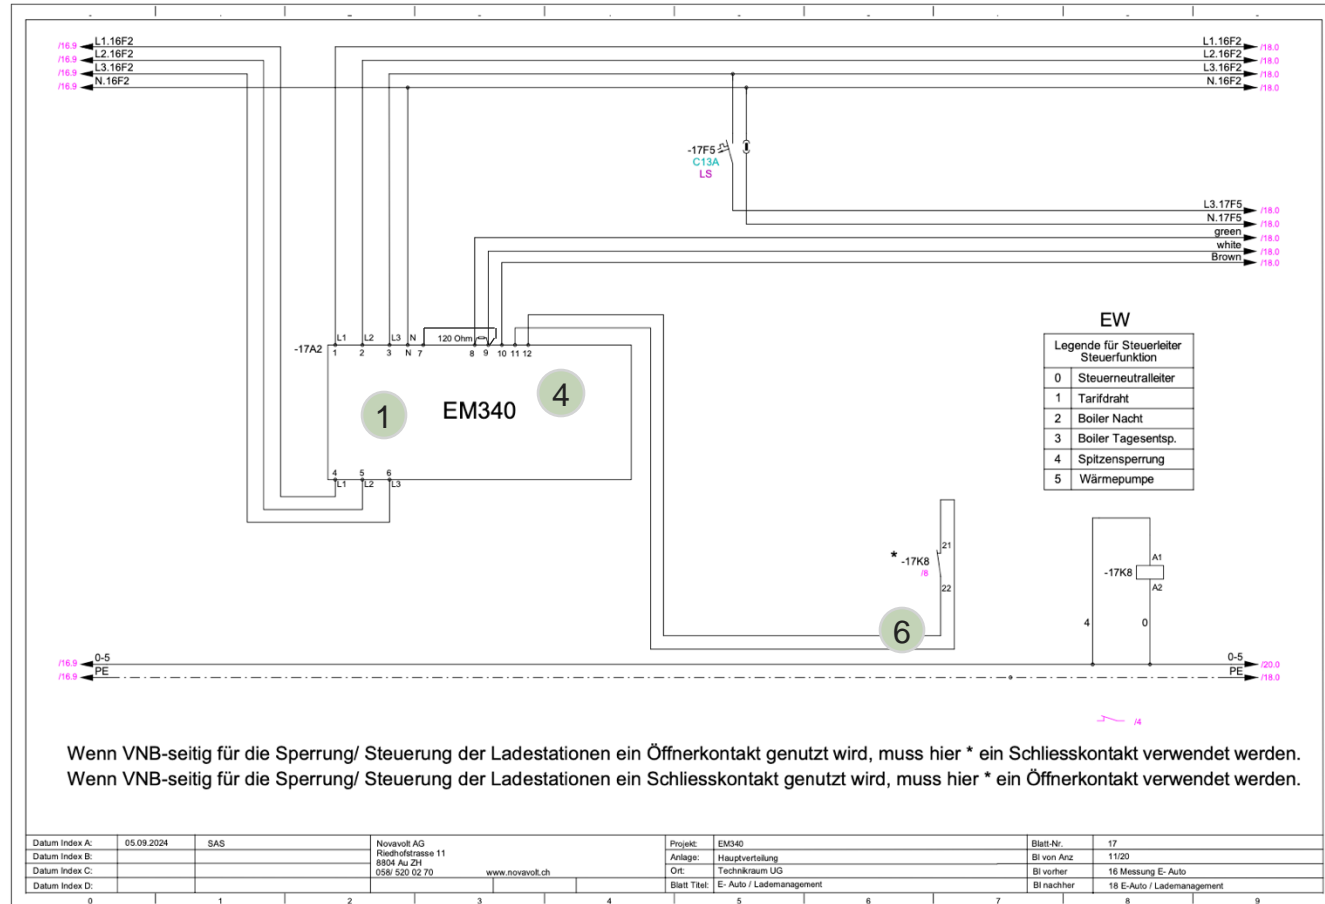 /16.9 L1.16F2 L1.16F2 /18.0
/16.9 L2.16F2 L2.16F2 /18.0
/16.9 L3.16F2 L3.16F2 /18.0
/16.9 N.16F2 N.16F2 /18.0
-17F5
C13A
LS
L3.17F5 /18.0
N.17F5 /18.0
green /18.0
white /18.0
Brown /18.0
EW
Legende für Steuerleiter
Steuerfunktion
0 Steuerneutralleiter
1 Tarifdraht
2 Boiler Nacht
3 Boiler Tagesentsp.
4 Spitzensperrung
5 Wärmepumpe
L1 L2 L3 N 120 Ohm
-17A2 1 2 3 N 7 8 9 10 11 12
1 EM340 4
4 5 6
L1 L2 L3
* -17K8 21
/8
22
6
-17K8 A1
A2
4 0
/16.9 0-5 0-5 /20.0
/16.9 PE PE /18.0
/4
Wenn VNB-seitig für die Sperrung/ Steuerung der Ladestationen ein Öffnerkontakt genutzt wird, muss hier * ein Schliesskontakt verwendet werden.
Wenn VNB-seitig für die Sperrung/ Steuerung der Ladestationen ein Schliesskontakt genutzt wird, muss hier * ein Öffnerkontakt verwendet werden.
Datum Index A: 05.09.2024 SAS
Datum Index B:
Datum Index C:
Datum Index D:
Novavolt AG
Riedhofstrasse 11
8804 Au ZH
058/ 520 02 70 www.novavolt.ch
Projekt: EM340
Anlage: Hauptverteilung
Ort: Technikraum UG
Blatt Titel: E- Auto / Lademanagement
Blatt-Nr. 17
Bl von Anz 11/20
Bl vorher 16 Messung E- Auto
Bl nachher 18 E-Auto / Lademanagement
0 1 2 3 4 5 6 7 8 9